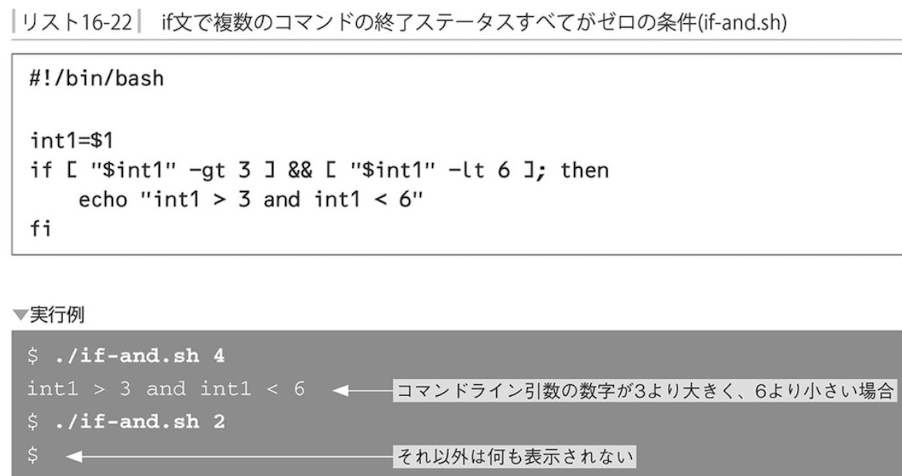 リスト16-22 if文で複数のコマンドの終了ステータスすべてがゼロの条件(if-and.sh)
#!/bin/bash
int1=$1
if [ "$int1" -gt 3 ] && [ "$int1" -lt 6 ]; then
    echo "int1 > 3 and int1 < 6"
fi
▼実行例
$ ./if-and.sh 4
int1 > 3 and int1 < 6 ← コマンドライン引数の数字が3より大きく、6より小さい場合
$ ./if-and.sh 2
$ ← それ以外は何も表示されない